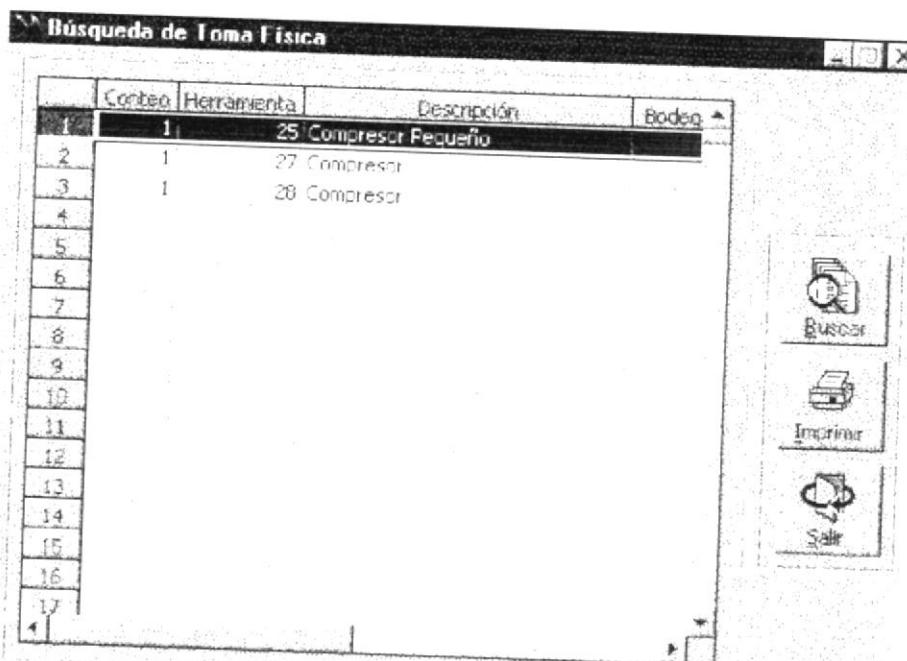 Búsqueda de Toma Física
Conteo Herramienta Descripción Bodeg
1 1 25 Compresor Pequeño
2 1 27 Compresor
3 1 28 Compresor
4
5
6
7
8
9
10
11
12
13
14
15
16
17
Buscar
Imprimir
Salir